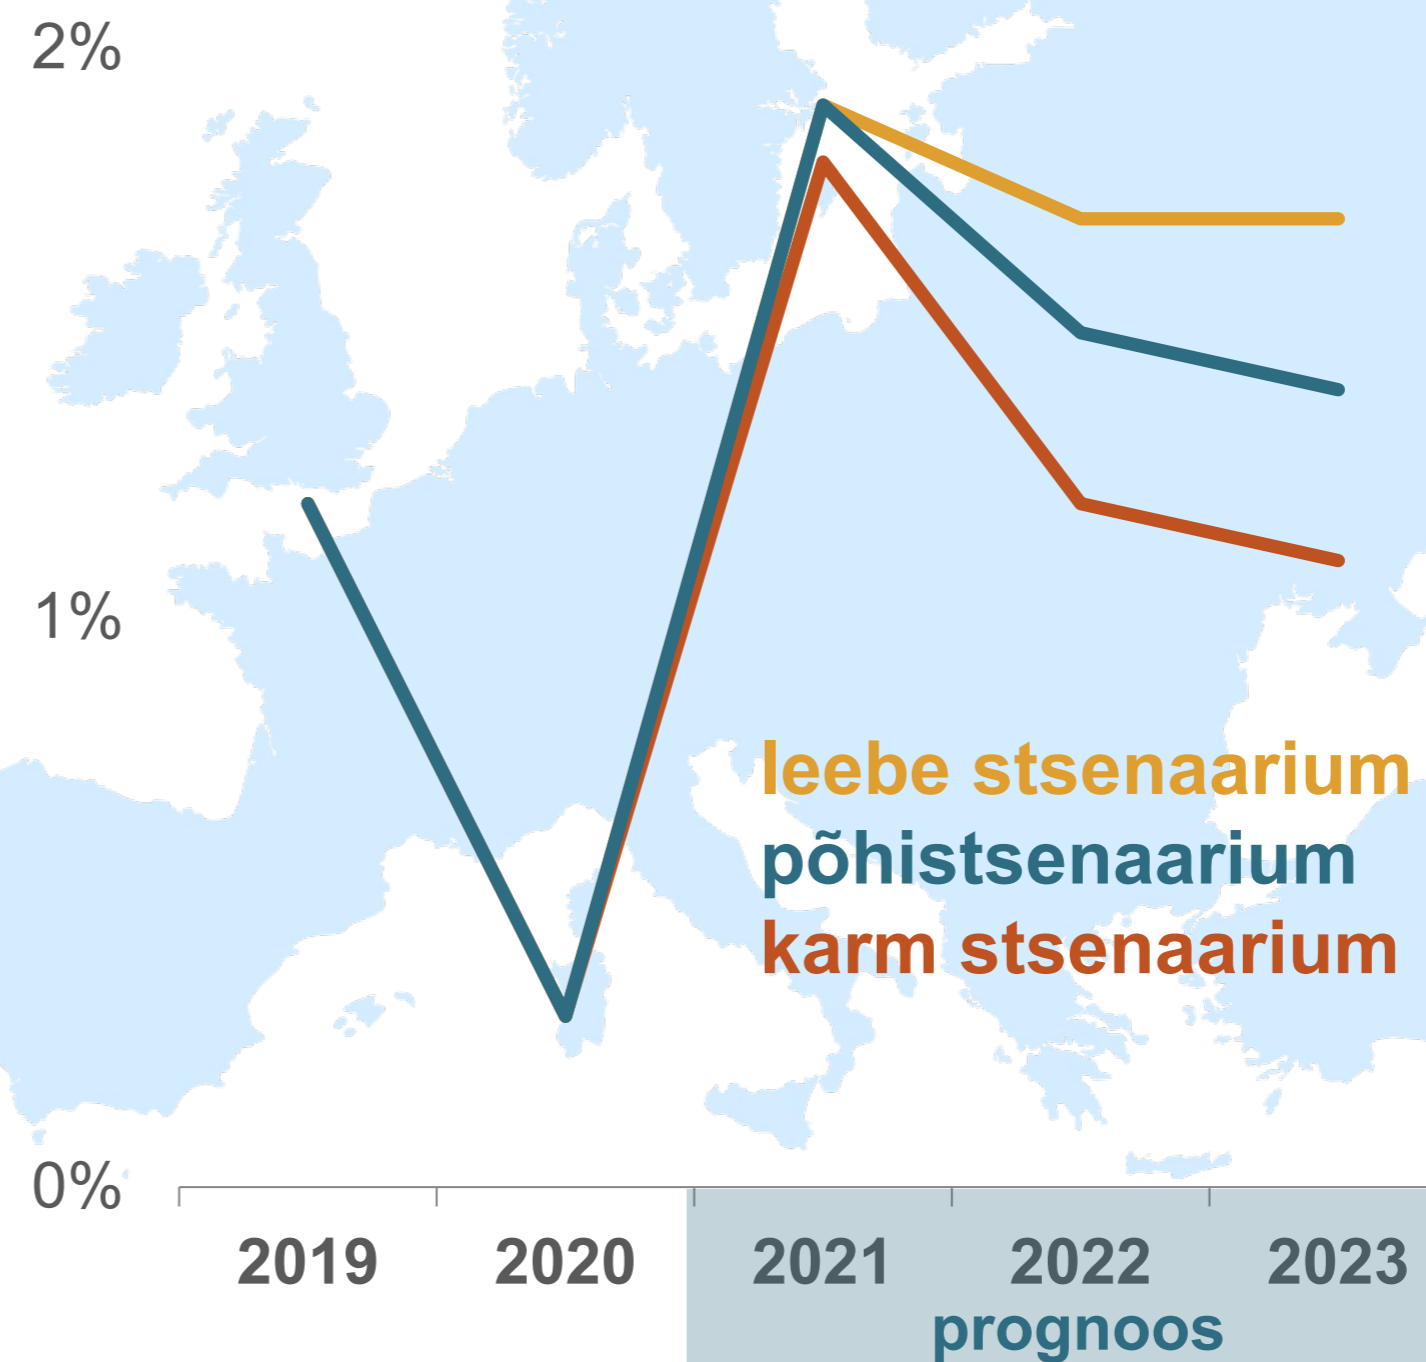 2%
1%
leebe stsenaarium
põhistsenaarium
karm stsenaarium
0%
2019 2020 2021 2022 2023
prognoos